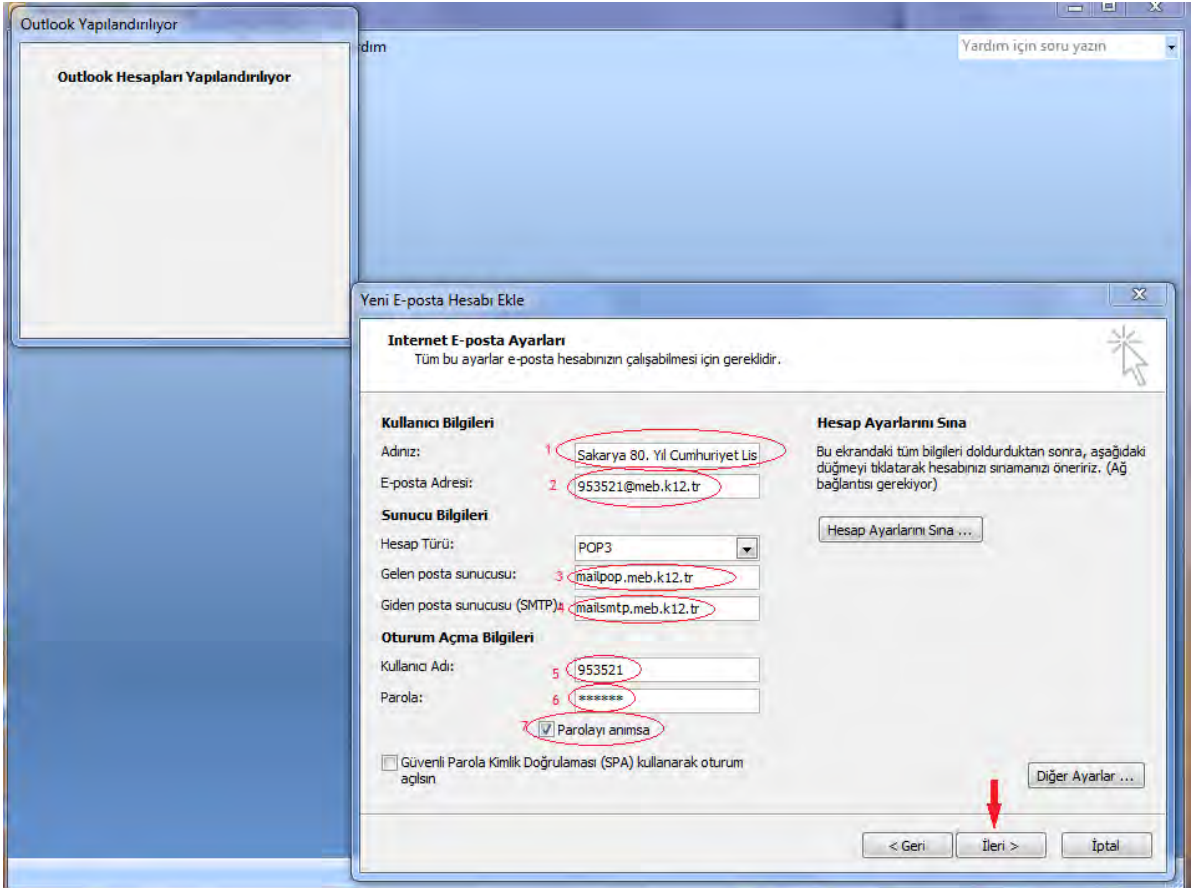 Outlook Yapılandırılıyor
Outlook Hesapları Yapılandırılıyor
dım
Yardım için soru yazın
Yeni E-posta Hesabı Ekle
Internet E-posta Ayarları
Tüm bu ayarlar e-posta hesabınızın çalışabilmesi için gereklidir.
Kullanıcı Bilgileri
Adınız: 1 Sakarya 80. Yıl Cumhuriyet Lis
E-posta Adresi: 2 953521@meb.k12.tr
Sunucu Bilgileri
Hesap Türü: POP3
Gelen posta sunucusu: 3 mailpop.meb.k12.tr
Giden posta sunucusu (SMTP): 4 mailsmtp.meb.k12.tr
Oturum Açma Bilgileri
Kullanıcı Adı: 5 953521
Parola: 6 ******
7 Parolayı anımsa
Güvenli Parola Kimlik Doğrulaması (SPA) kullanarak oturum
açılsın
Hesap Ayarlarını Sına
Bu ekrandaki tüm bilgileri doldurduktan sonra, aşağıdaki
düğmeyi tıklatarak hesabınızı sınamanızı öneririz. (Ağ
bağlantısı gerekiyor)
Hesap Ayarlarını Sına ...
Diğer Ayarlar ...
< Geri
İleri >
İptal